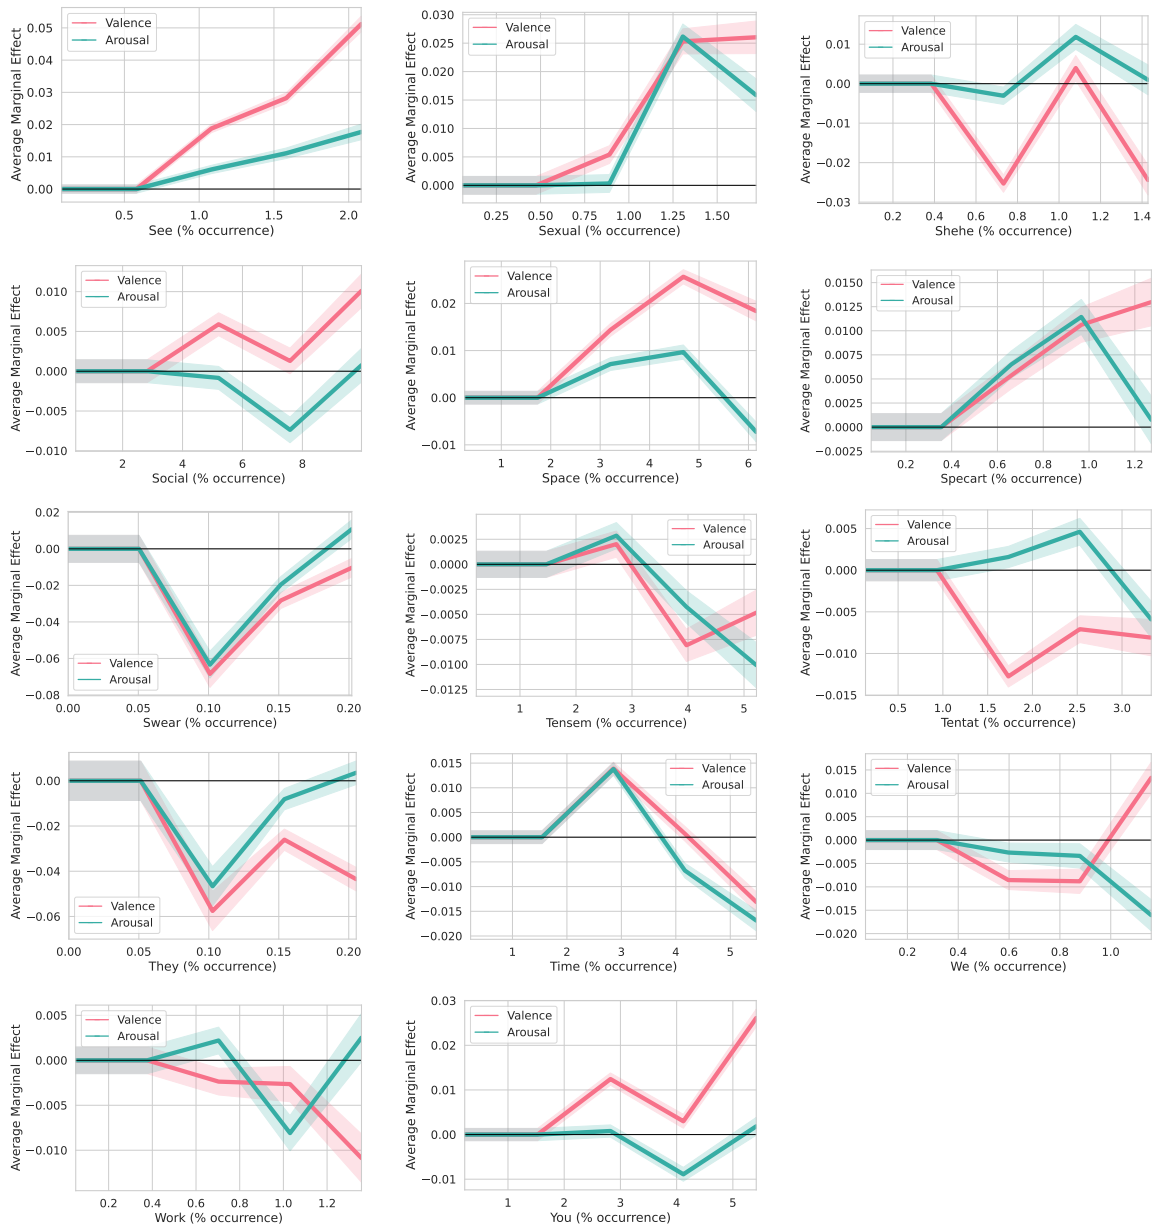 Average Marginal Effect
0.05
0.04
0.03
0.02
0.01
0.00
Valence
Arousal
0.5
1.0
1.5
2.0
See (% occurrence)
Average Marginal Effect
0.030
0.025
0.020
0.015
0.010
0.005
0.000
Valence
Arousal
0.25
0.50
0.75
1.00
1.25
1.50
Sexual (% occurrence)
Average Marginal Effect
0.01
0.00
−0.01
−0.02
−0.03
Valence
Arousal
0.2
0.4
0.6
0.8
1.0
1.2
1.4
Shehe (% occurrence)
Average Marginal Effect
0.010
0.005
0.000
−0.005
−0.010
Valence
Arousal
2
4
6
8
Social (% occurrence)
Average Marginal Effect
0.02
0.01
0.00
−0.01
Valence
Arousal
1
2
3
4
5
6
Space (% occurrence)
Average Marginal Effect
0.0150
0.0125
0.0100
0.0075
0.0050
0.0025
0.0000
−0.0025
Valence
Arousal
0.2
0.4
0.6
0.8
1.0
1.2
Specart (% occurrence)
Average Marginal Effect
0.02
0.00
−0.02
−0.04
−0.06
−0.08
Valence
Arousal
0.00
0.05
0.10
0.15
0.20
Swear (% occurrence)
Average Marginal Effect
0.0025
0.0000
−0.0025
−0.0050
−0.0075
−0.0100
−0.0125
Valence
Arousal
1
2
3
4
5
Tensem (% occurrence)
Average Marginal Effect
0.005
0.000
−0.005
−0.010
−0.015
Valence
Arousal
0.5
1.0
1.5
2.0
2.5
3.0
Tentat (% occurrence)
Average Marginal Effect
0.00
−0.02
−0.04
−0.06
Valence
Arousal
0.00
0.05
0.10
0.15
0.20
They (% occurrence)
Average Marginal Effect
0.015
0.010
0.005
0.000
−0.005
−0.010
−0.015
−0.020
Valence
Arousal
1
2
3
4
5
Time (% occurrence)
Average Marginal Effect
0.015
0.010
0.005
0.000
−0.005
−0.010
−0.015
−0.020
Valence
Arousal
0.2
0.4
0.6
0.8
1.0
We (% occurrence)
Average Marginal Effect
0.005
0.000
−0.005
−0.010
Valence
Arousal
0.2
0.4
0.6
0.8
1.0
1.2
Work (% occurrence)
Average Marginal Effect
0.03
0.02
0.01
0.00
−0.01
Valence
Arousal
1
2
3
4
5
You (% occurrence)